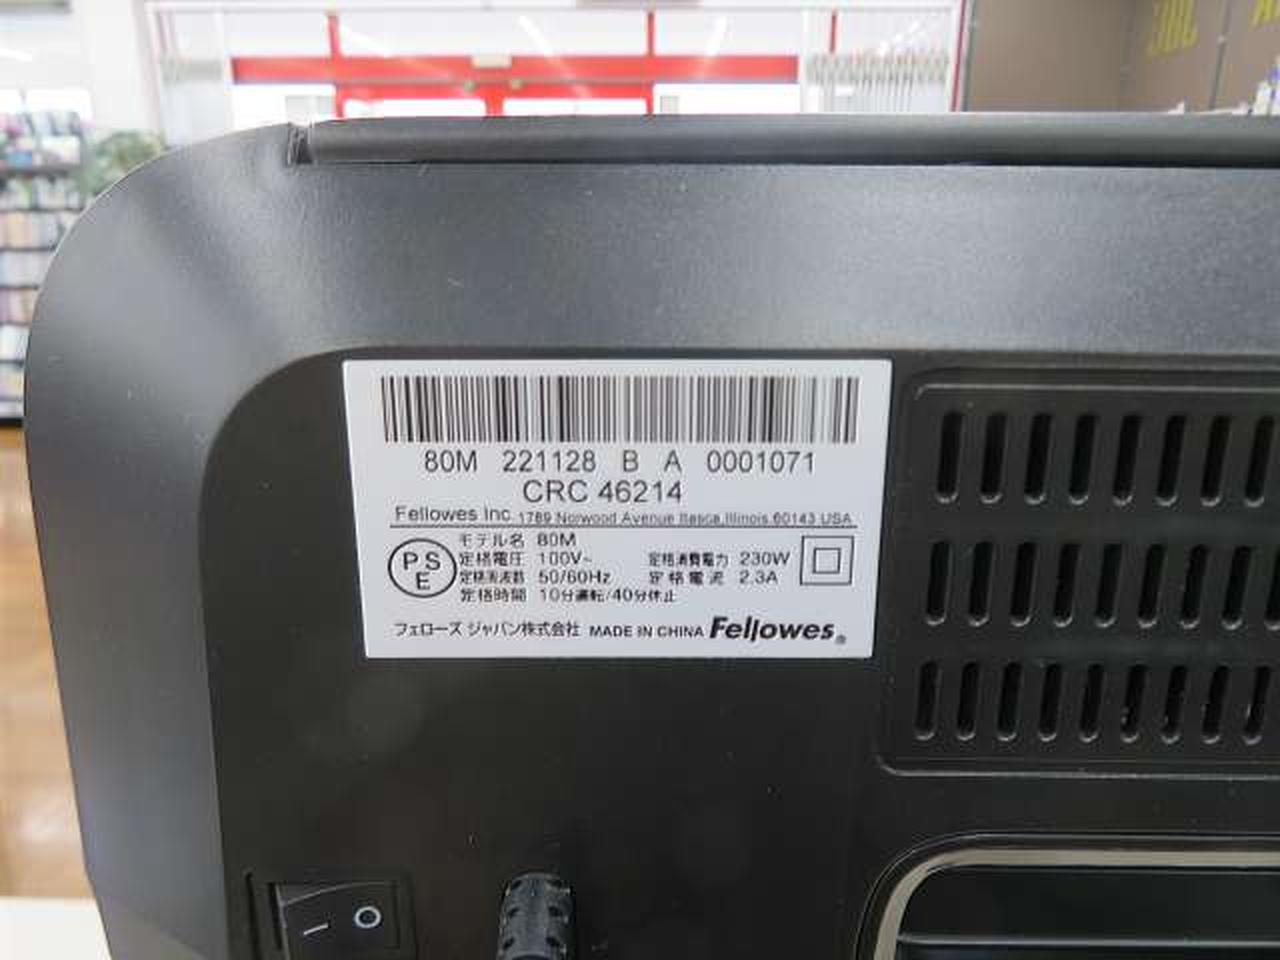 80M 221128 B A 0001071
CRC 46214
Fellowes Inc. 1789 Norwood Avenue Itasca, Illinois 60143 USA
PSE
モデル名 80M
定格電圧 100V~ 定格消費電力 230W
定格周波数 50/60Hz 定格電流 2.3A
定格時間 10分運転/40分休止
フェローズ ジャパン株式会社 MADE IN CHINA Fellowes®